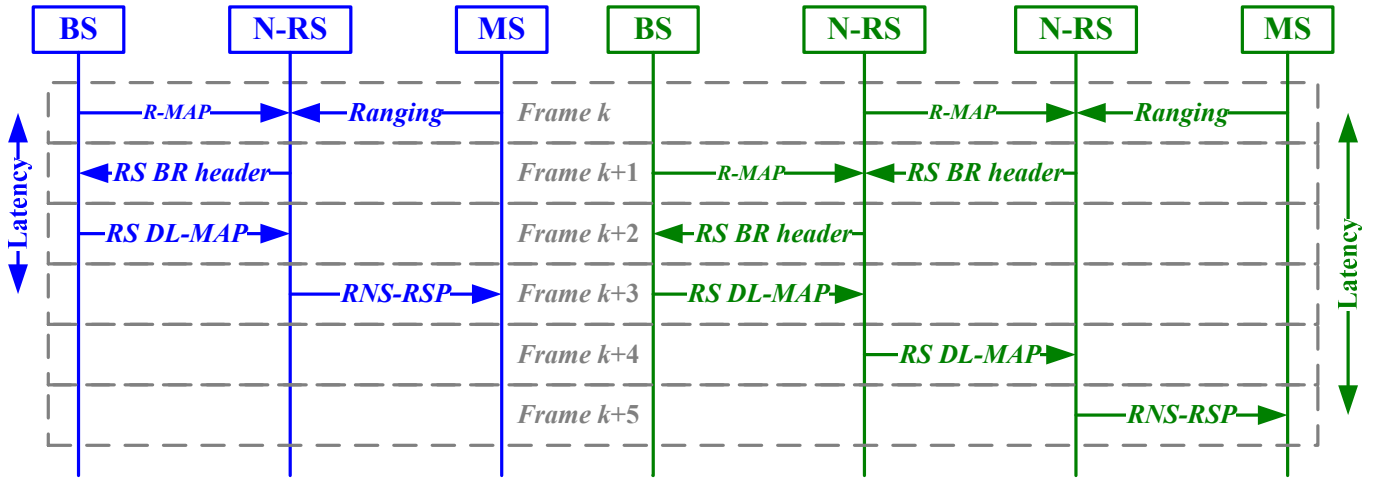 BS N-RS MS BS N-RS N-RS MS
R-MAP Ranging Frame k R-MAP Ranging
RS BR header Frame k+1 R-MAP RS BR header
RS DL-MAP Frame k+2 RS BR header
RNS-RSP Frame k+3 RS DL-MAP
Frame k+4 RS DL-MAP
Frame k+5 RNS-RSP
Latency
Latency